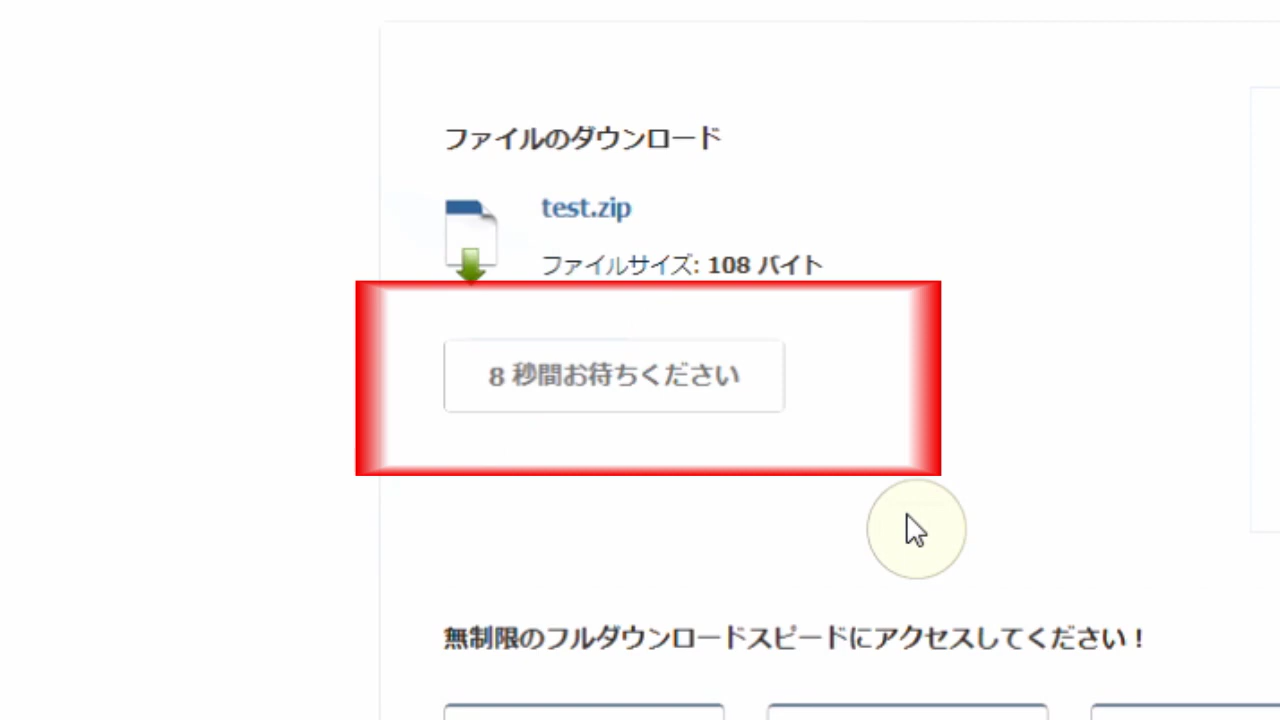 ファイルのダウンロード
test.zip
ファイルサイズ: 108 バイト
8 秒間お待ちください
無制限のフルダウンロードスピードにアクセスしてください！